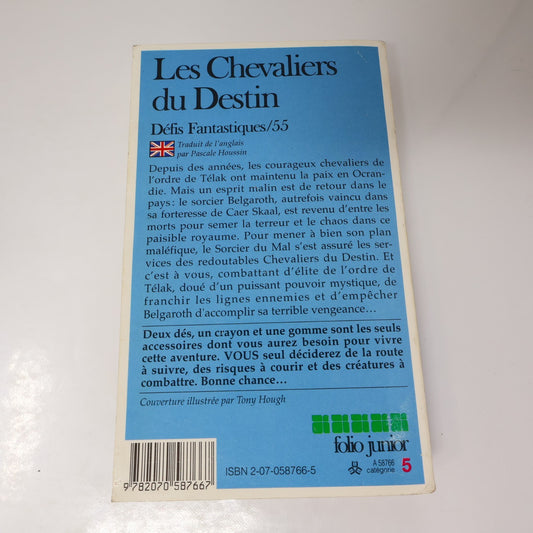 Les Chevaliers
du Destin
Défis Fantastiques/55
Traduit de l'anglais
par Pascale Houssin
Depuis des années, les courageux chevaliers de
l'ordre de Télak ont maintenu la paix en Ocran-
die. Mais un esprit malin est de retour dans le
pays : le sorcier Belgaroth, autrefois vaincu dans
sa forteresse de Caer Skaal, est revenu d'entre les
morts pour semer la terreur et le chaos dans ce
paisible royaume. Pour mener à bien son plan
maléfique, le Sorcier du Mal s'est assuré les ser-
vices des redoutables Chevaliers du Destin. Et
c'est à vous, combattant d'élite de l'ordre de
Télak, doué d'un puissant pouvoir mystique, de
franchir les lignes ennemies et d'empêcher
Belgaroth d'accomplir sa terrible vengeance...
Deux dés, un crayon et une gomme sont les seuls
accessoires dont vous aurez besoin pour vivre
cette aventure. VOUS seul déciderez de la route
à suivre, des risques à courir et des créatures à
combattre. Bonne chance...
Couverture illustrée par Tony Hough
folio junior
ISBN 2-07-058766-5
A 58766
catégorie 5
9 782070 587667